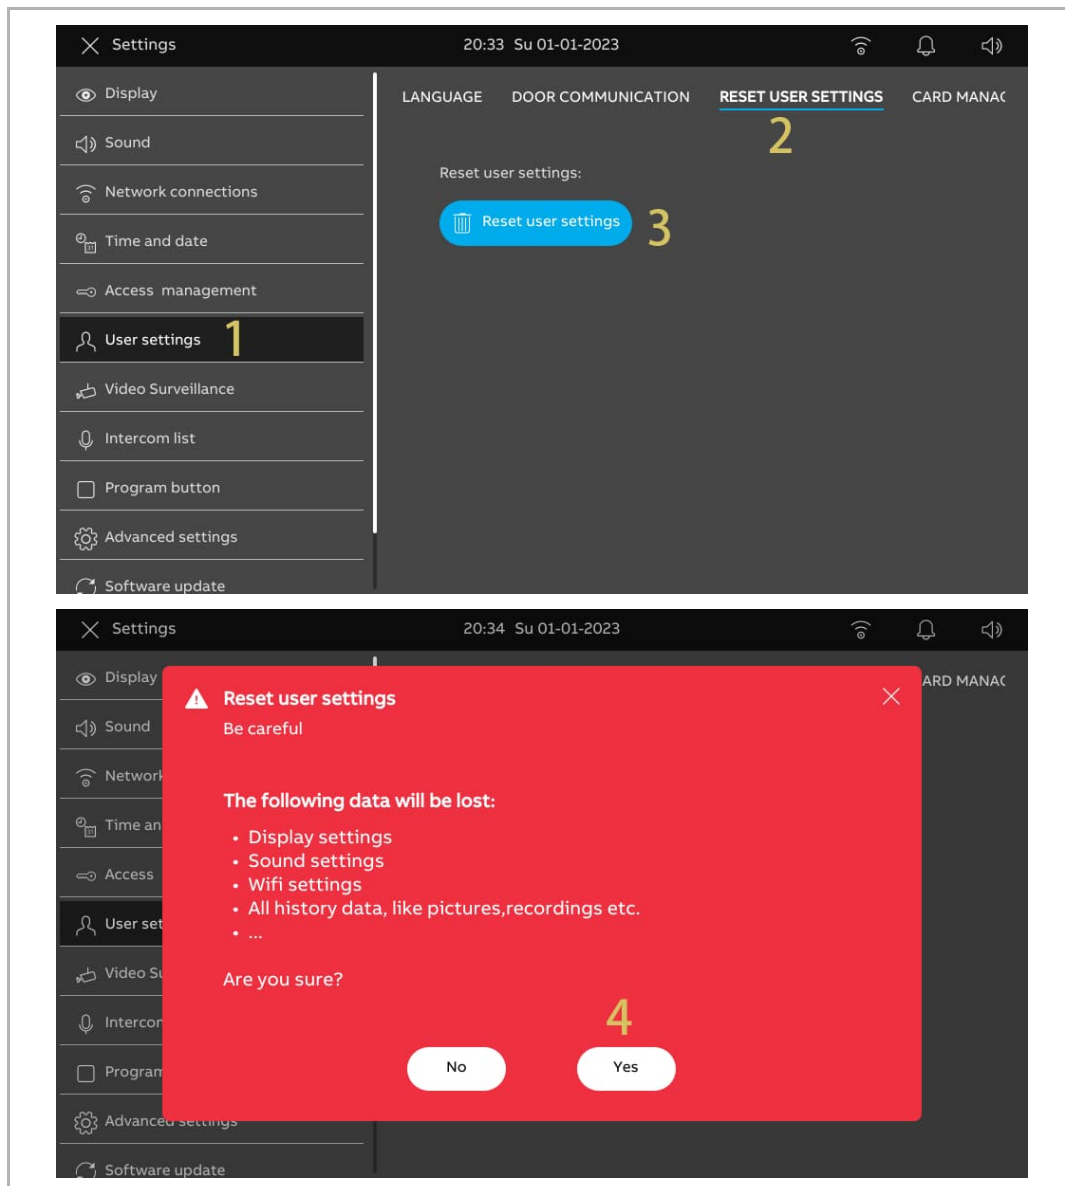 Settings
20:33 Su 01-01-2023
Display
LANGUAGE DOOR COMMUNICATION RESET USER SETTINGS CARD MANAG
2
Sound
Reset user settings:
Network connections
Reset user settings
3
Time and date
Access management
User settings
1
Video Surveillance
Intercom list
Program button
Advanced settings
Software update
Settings
20:34 Su 01-01-2023
Display
ARD MANAG
Reset user settings
Be careful
Sound
Network
The following data will be lost:
Time an
• Display settings
• Sound settings
Access
• Wifi settings
• All history data, like pictures,recordings etc.
User set
• ...
Video Su
Are you sure?
4
Intercom
No
Yes
Program
Advanced settings
Software update